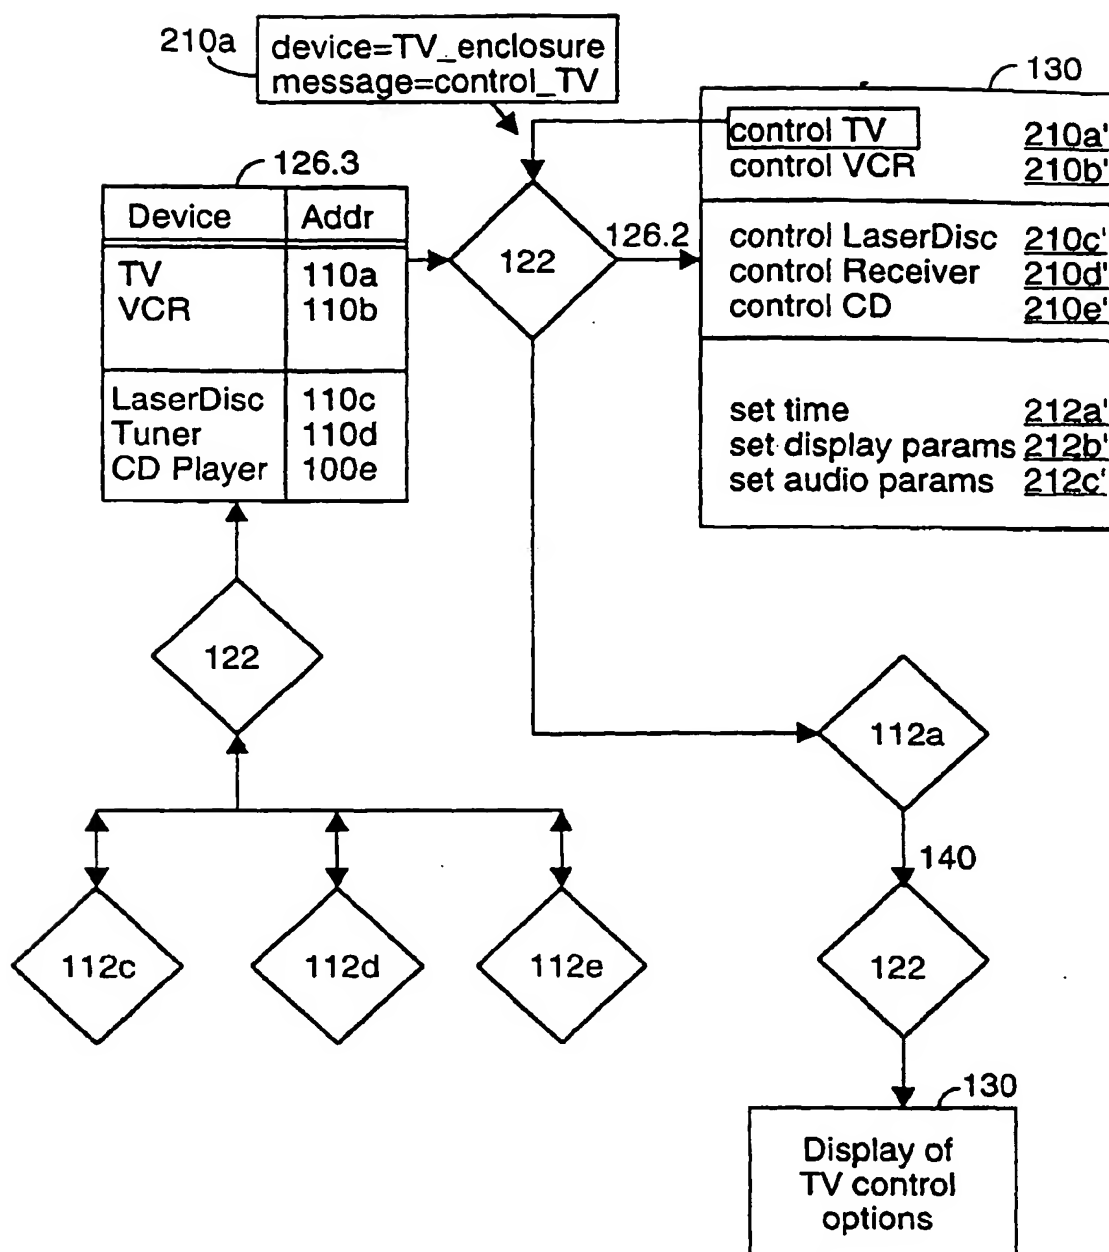 210a
device=TV_enclosure
message=control_TV
130
control TV 210a'
control VCR 210b'
control LaserDisc 210c'
control Receiver 210d'
control CD 210e'
set time 212a'
set display params 212b'
set audio params 212c'
126.3
Device Addr
TV 110a
VCR 110b
LaserDisc 110c
Tuner 110d
CD Player 100e
122
126.2
122
112a
140
112c
112d
112e
122
130
Display of
TV control
options